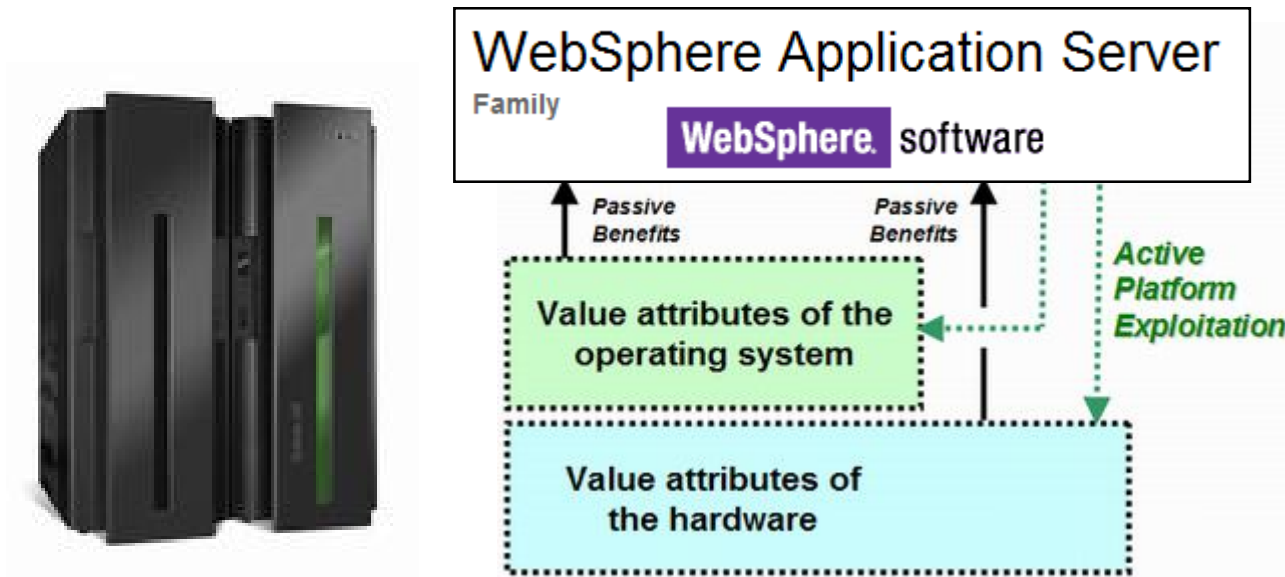 WebSphere Application Server
Family
WebSphere. software
Passive
Benefits
Passive
Benefits
Active
Platform
Exploitation
Value attributes of the
operating system
Value attributes of
the hardware